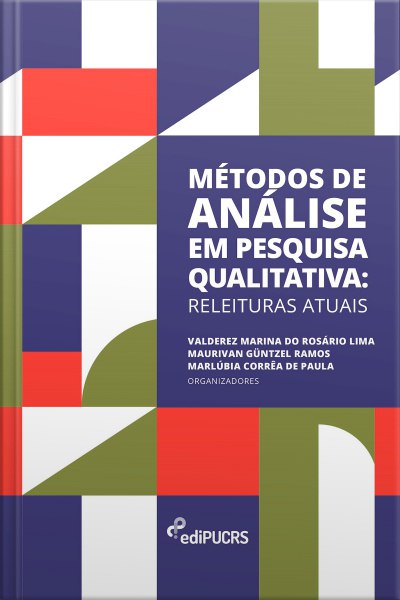 MÉTODOS DE
ANÁLISE
EM PESQUISA
QUALITATIVA:
RELEITURAS ATUAIS
VALDEREZ MARINA DO ROSÁRIO LIMA
MAURIVAN GÜNTZEL RAMOS
MARLÚBIA CORRÊA DE PAULA
ORGANIZADORES
ediPUCRS